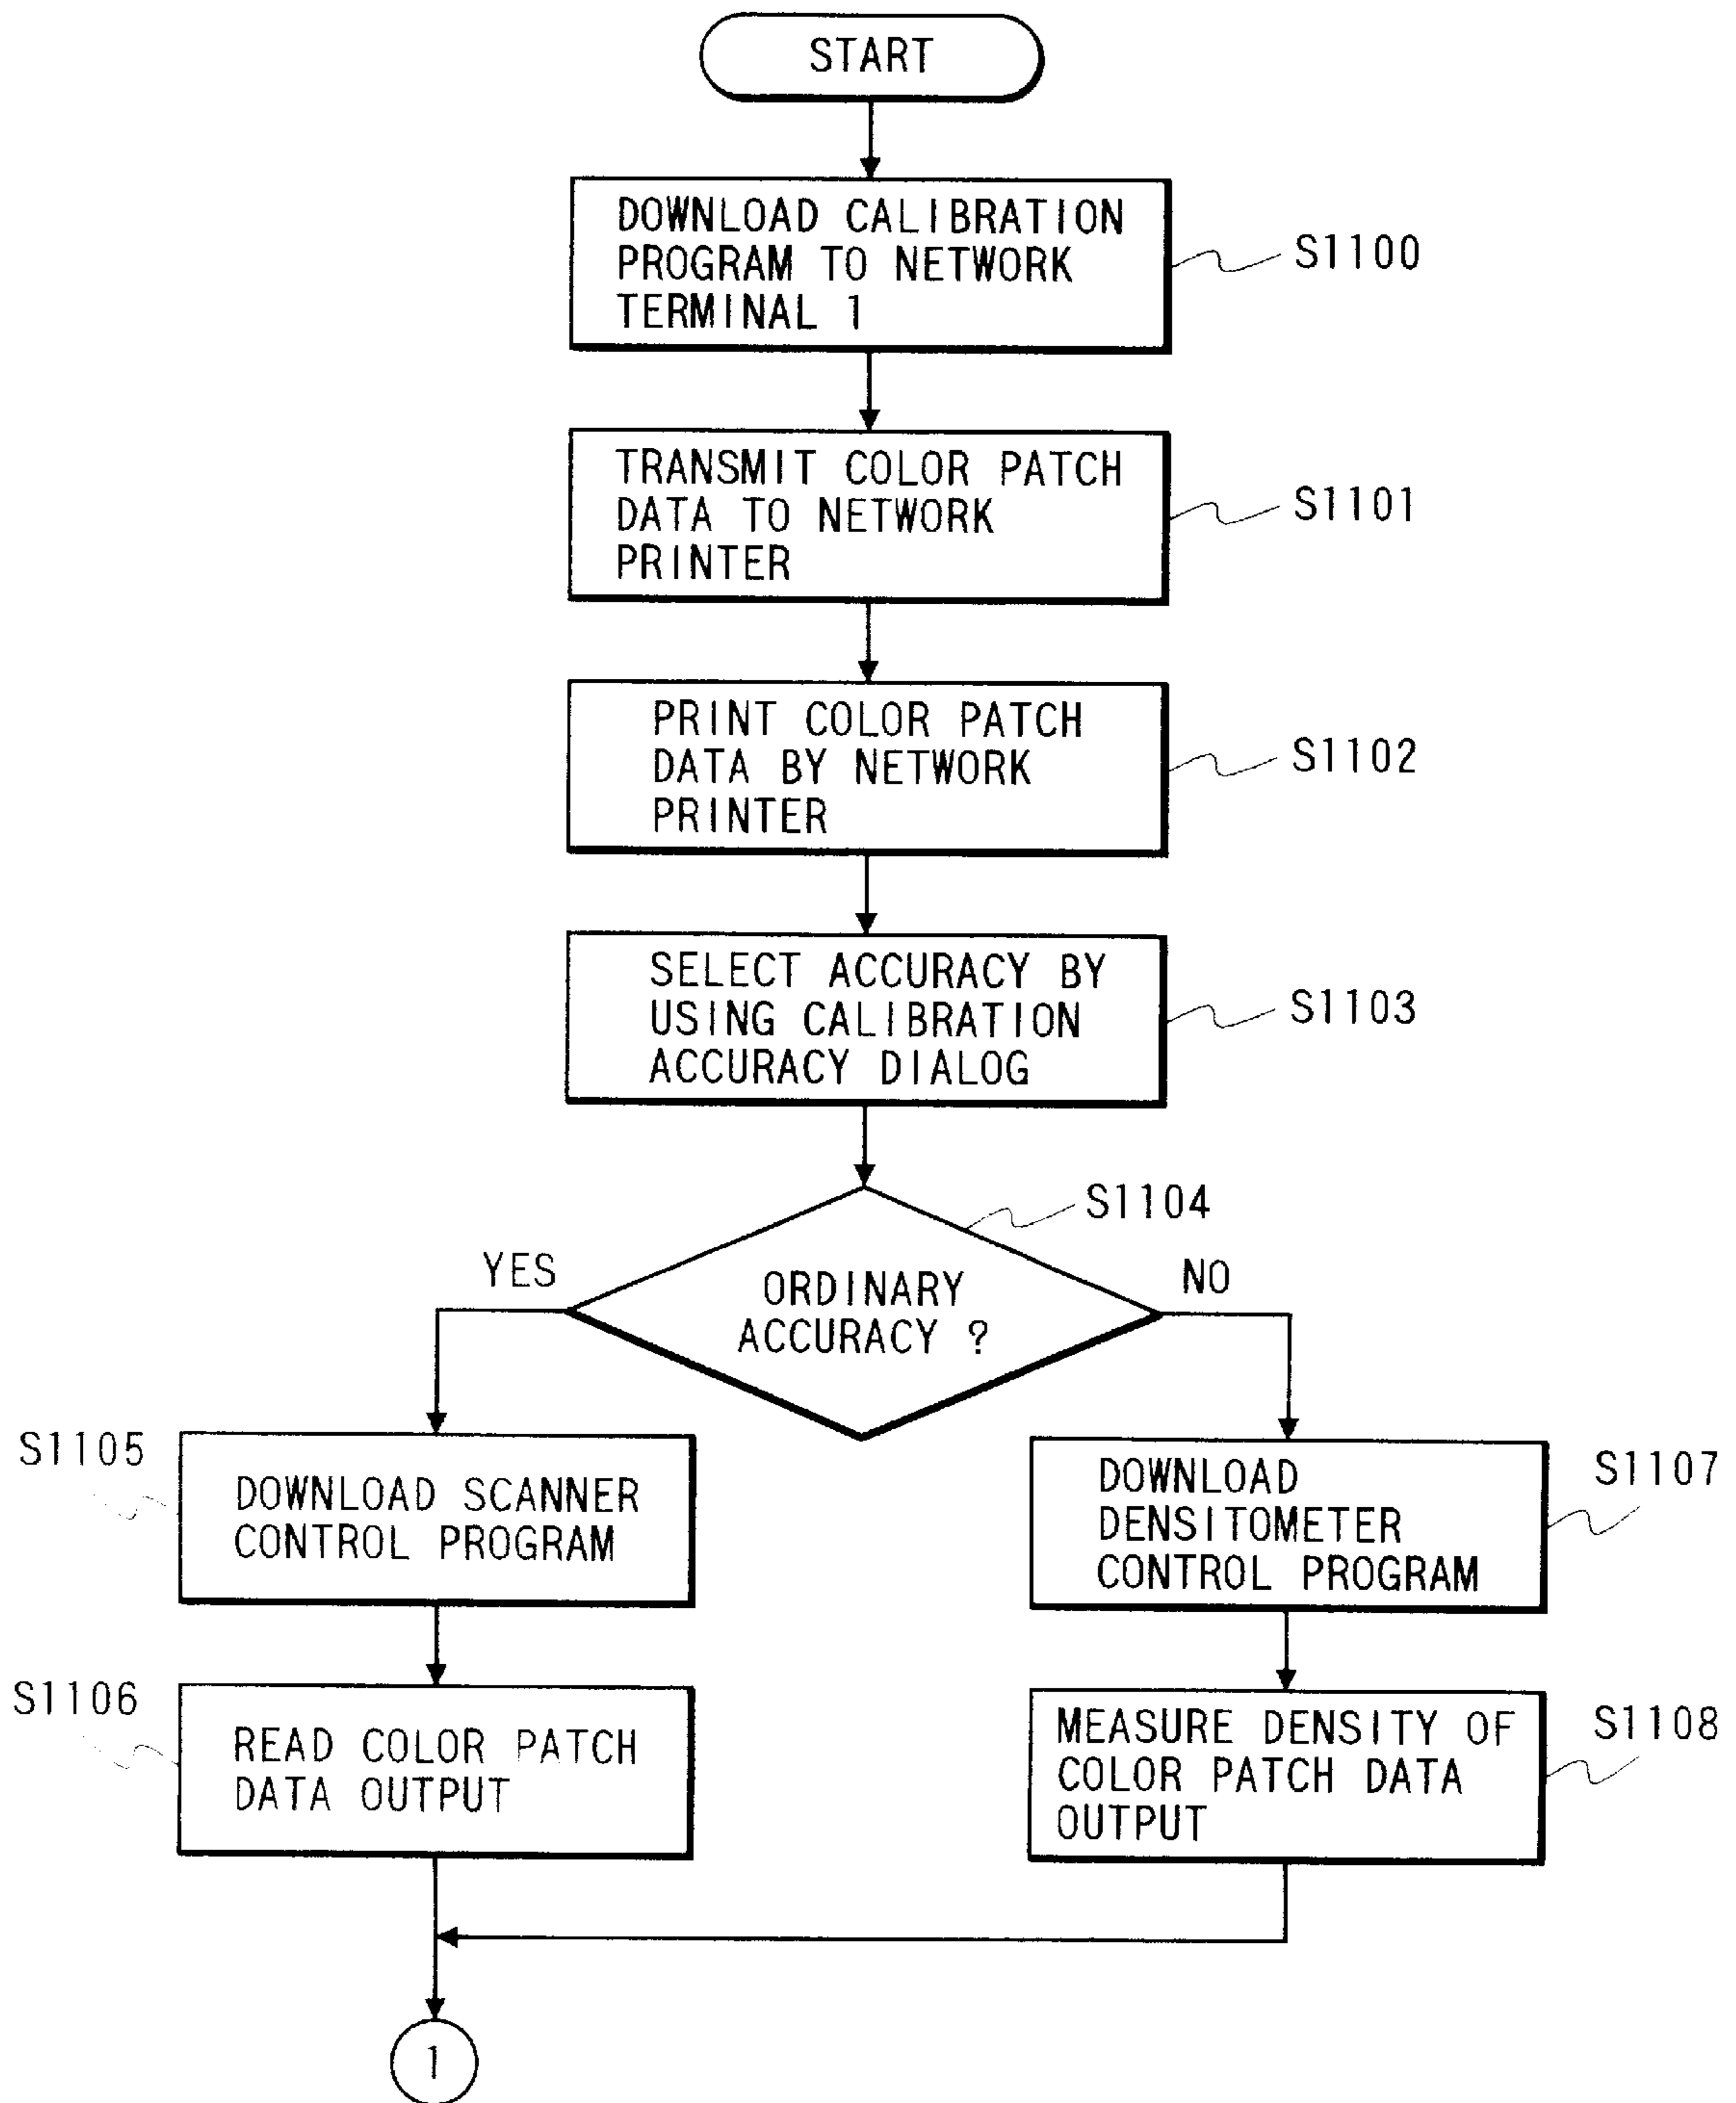 START
DOWNLOAD CALIBRATION
PROGRAM TO NETWORK
TERMINAL 1
S1100
TRANSMIT COLOR PATCH
DATA TO NETWORK
PRINTER
S1101
PRINT COLOR PATCH
DATA BY NETWORK
PRINTER
S1102
SELECT ACCURACY BY
USING CALIBRATION
ACCURACY DIALOG
S1103
S1104
YES
ORDINARY
ACCURACY ?
NO
S1105
DOWNLOAD SCANNER
CONTROL PROGRAM
DOWNLOAD
DENSITOMETER
CONTROL PROGRAM
S1107
S1106
READ COLOR PATCH
DATA OUTPUT
MEASURE DENSITY OF
COLOR PATCH DATA
OUTPUT
S1108
1